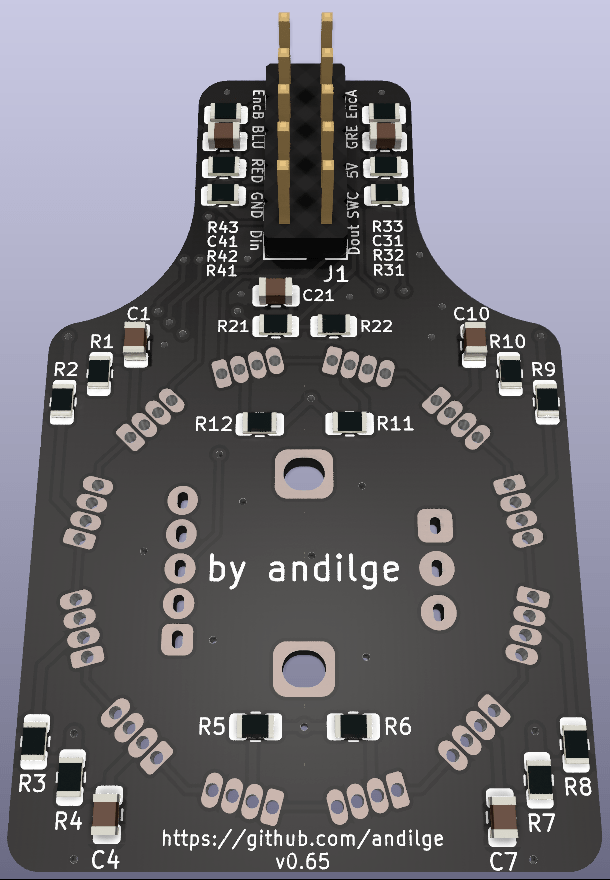 EncB BLU RED GND Din
EncA GRE 5V SWC Dout
R43
C41
R42
R41
R33
C31
R32
R31
J1
C21
R21
R22
C1
C10
R1
R10
R2
R9
R12
R11
by andilge
R5
R6
R3
R8
R4
R7
C4
C7
https://github.com/andilge
v0.65